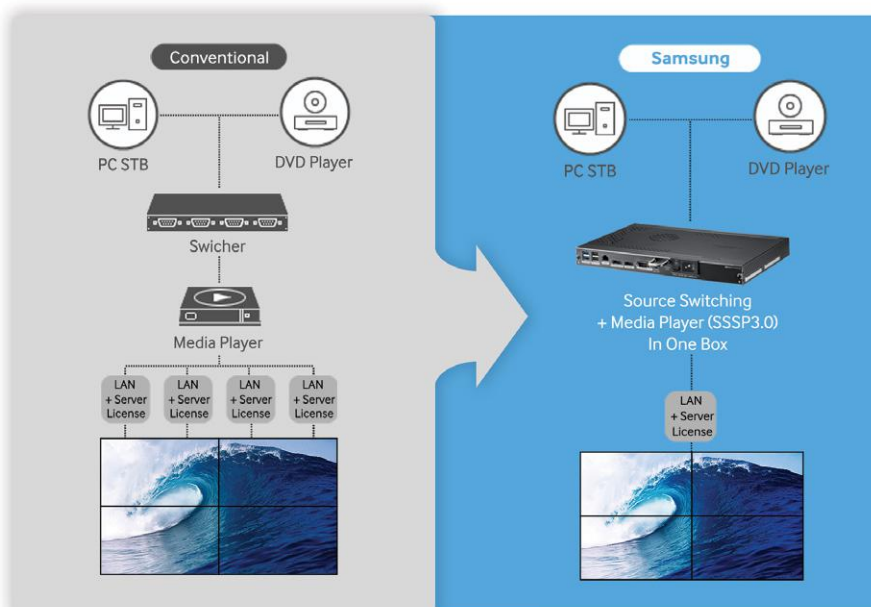 Conventional
PC STB
DVD Player
Swicher
Media Player
LAN
+ Server
License
LAN
+ Server
License
LAN
+ Server
License
LAN
+ Server
License
Samsung
PC STB
DVD Player
Source Switching
+ Media Player (SSSP3.0)
In One Box
LAN
+ Server
License